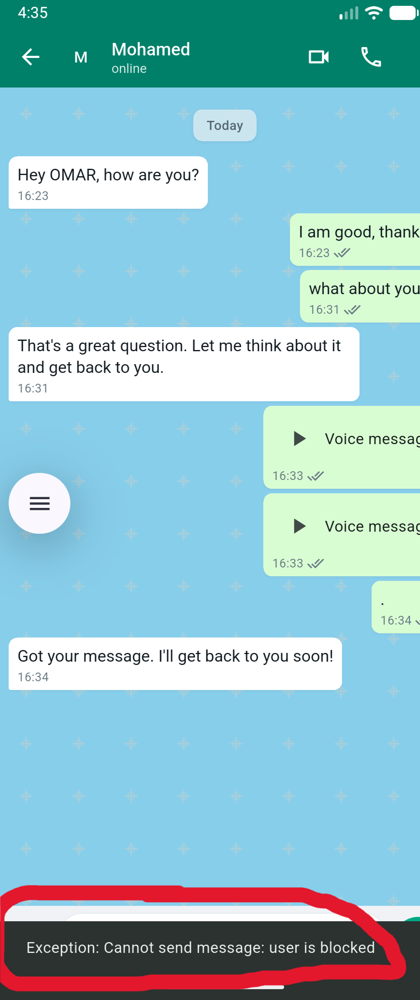 4:35
M
Mohamed
online
Today
Hey OMAR, how are you?
16:23
I am good, thank
16:23
what about you
16:31
That's a great question. Let me think about it
and get back to you.
16:31
Voice messag
16:33
Voice messag
16:33
.
16:34
Got your message. I'll get back to you soon!
16:34
Exception: Cannot send message: user is blocked